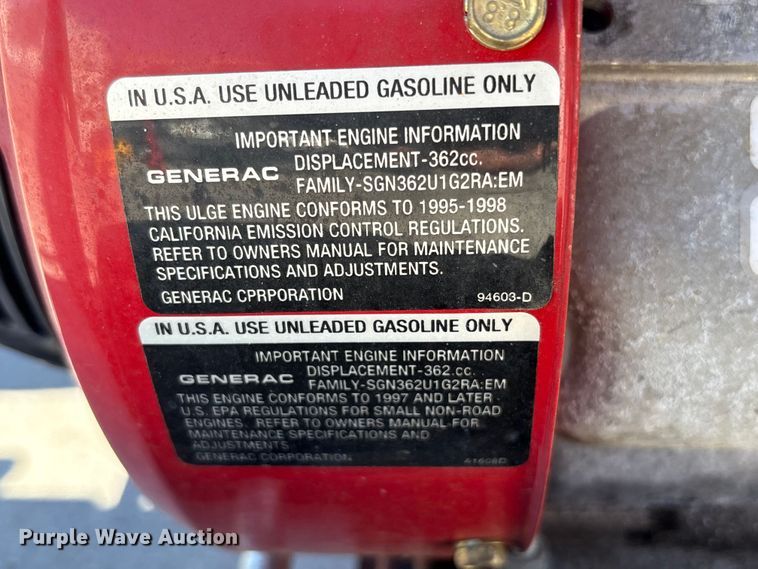 IN U.S.A. USE UNLEADED GASOLINE ONLY
IMPORTANT ENGINE INFORMATION
GENERAC
DISPLACEMENT-362cc.
FAMILY-SGN362U1G2RA:EM
THIS ULGE ENGINE CONFORMS TO 1995-1998
CALIFORNIA EMISSION CONTROL REGULATIONS.
REFER TO OWNERS MANUAL FOR MAINTENANCE
SPECIFICATIONS AND ADJUSTMENTS.
GENERAC CPRPORATION 94603-D
IN U.S.A. USE UNLEADED GASOLINE ONLY
IMPORTANT ENGINE INFORMATION
GENERAC
DISPLACEMENT-362.cc.
FAMILY-SGN362U1G2RA:EM
THIS ENGINE CONFORMS TO 1997 AND LATER
U.S. EPA REGULATIONS FOR SMALL NON-ROAD
ENGINES. REFER TO OWNERS MANUAL FOR
MAINTENANCE SPECIFICATIONS AND
ADJUSTMENTS.
GENERAC CORPORATION
Purple Wave Auction